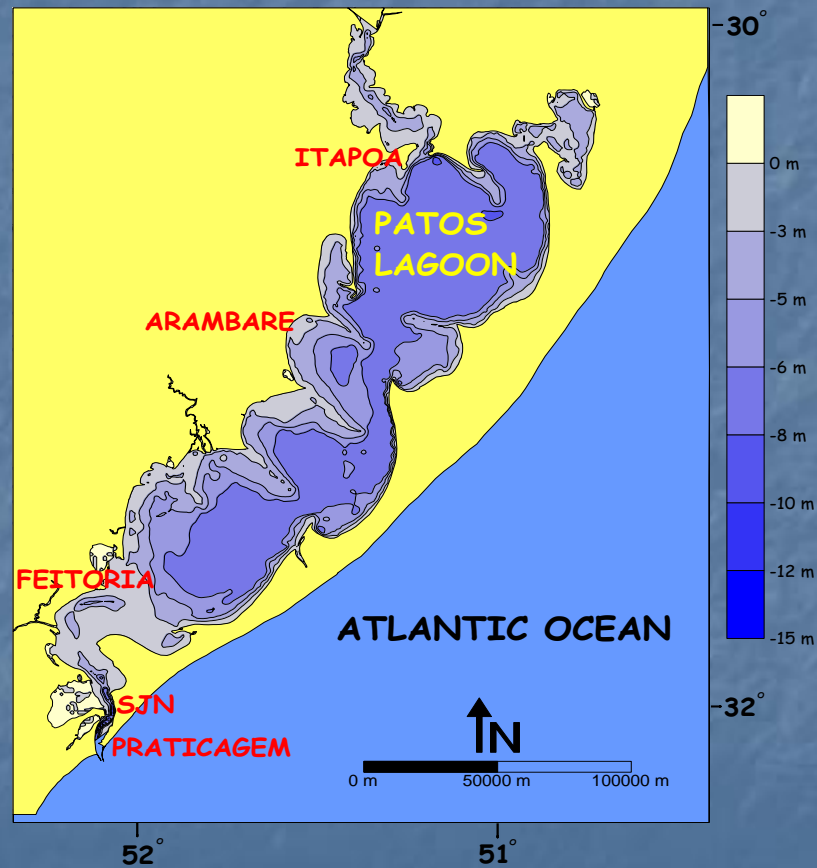 30°
ITAPOA
0 m
PATOS
LAGOON
-3 m
-5 m
ARAMBARE
-6 m
-8 m
-10 m
-12 m
FEITORIA
ATLANTIC OCEAN
-15 m
SJN
32°
PRATICAGEM
N
0 m 50000 m 100000 m
52° 51°